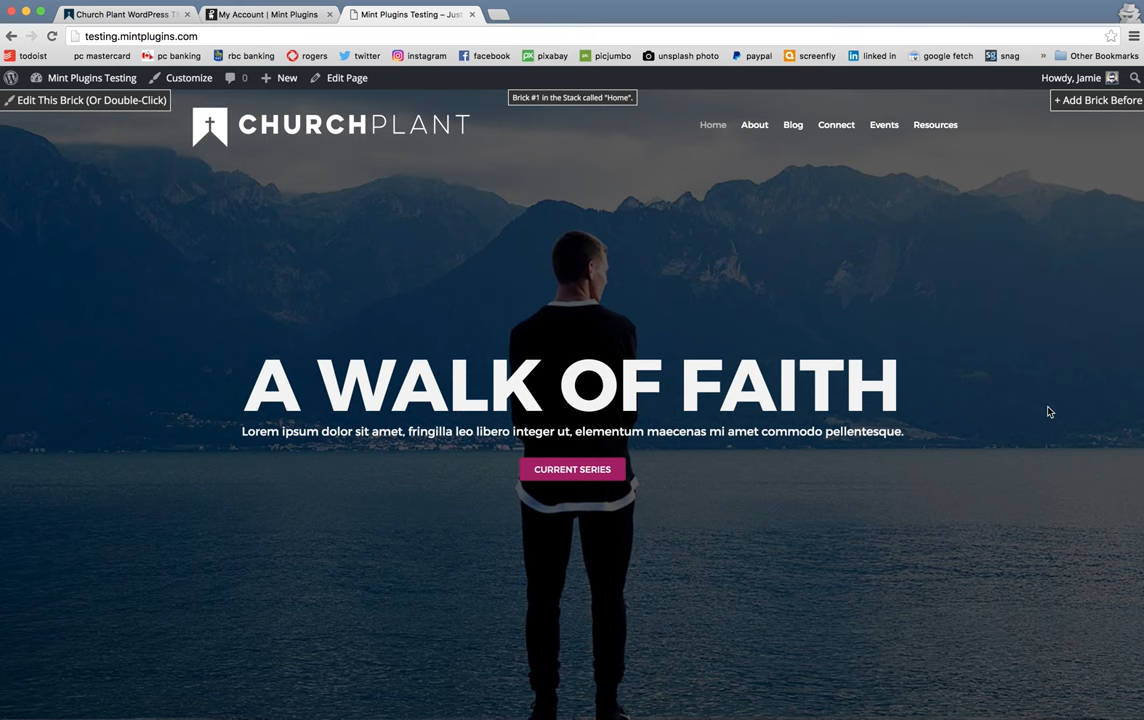 Church Plant WordPress Th
My Account | Mint Plugins
Mint Plugins Testing – Just
testing.mintplugins.com
todoist
pc mastercard
pc banking
rbc banking
rogers
twitter
instagram
facebook
pixabay
picjumbo
unsplash photo
paypal
screenfly
linked in
google fetch
snag
»
Other Bookmarks
Mint Plugins Testing
Customize
0
+ New
Edit Page
Howdy, Jamie
Edit This Brick (Or Double-Click)
Brick #1 in the Stack called "Home".
+ Add Brick Before
CHURCHPLANT
Home
About
Blog
Connect
Events
Resources
A WALK OF FAITH
Lorem ipsum dolor sit amet, fringilla leo libero integer ut, elementum maecenas mi amet commodo pellentesque.
CURRENT SERIES